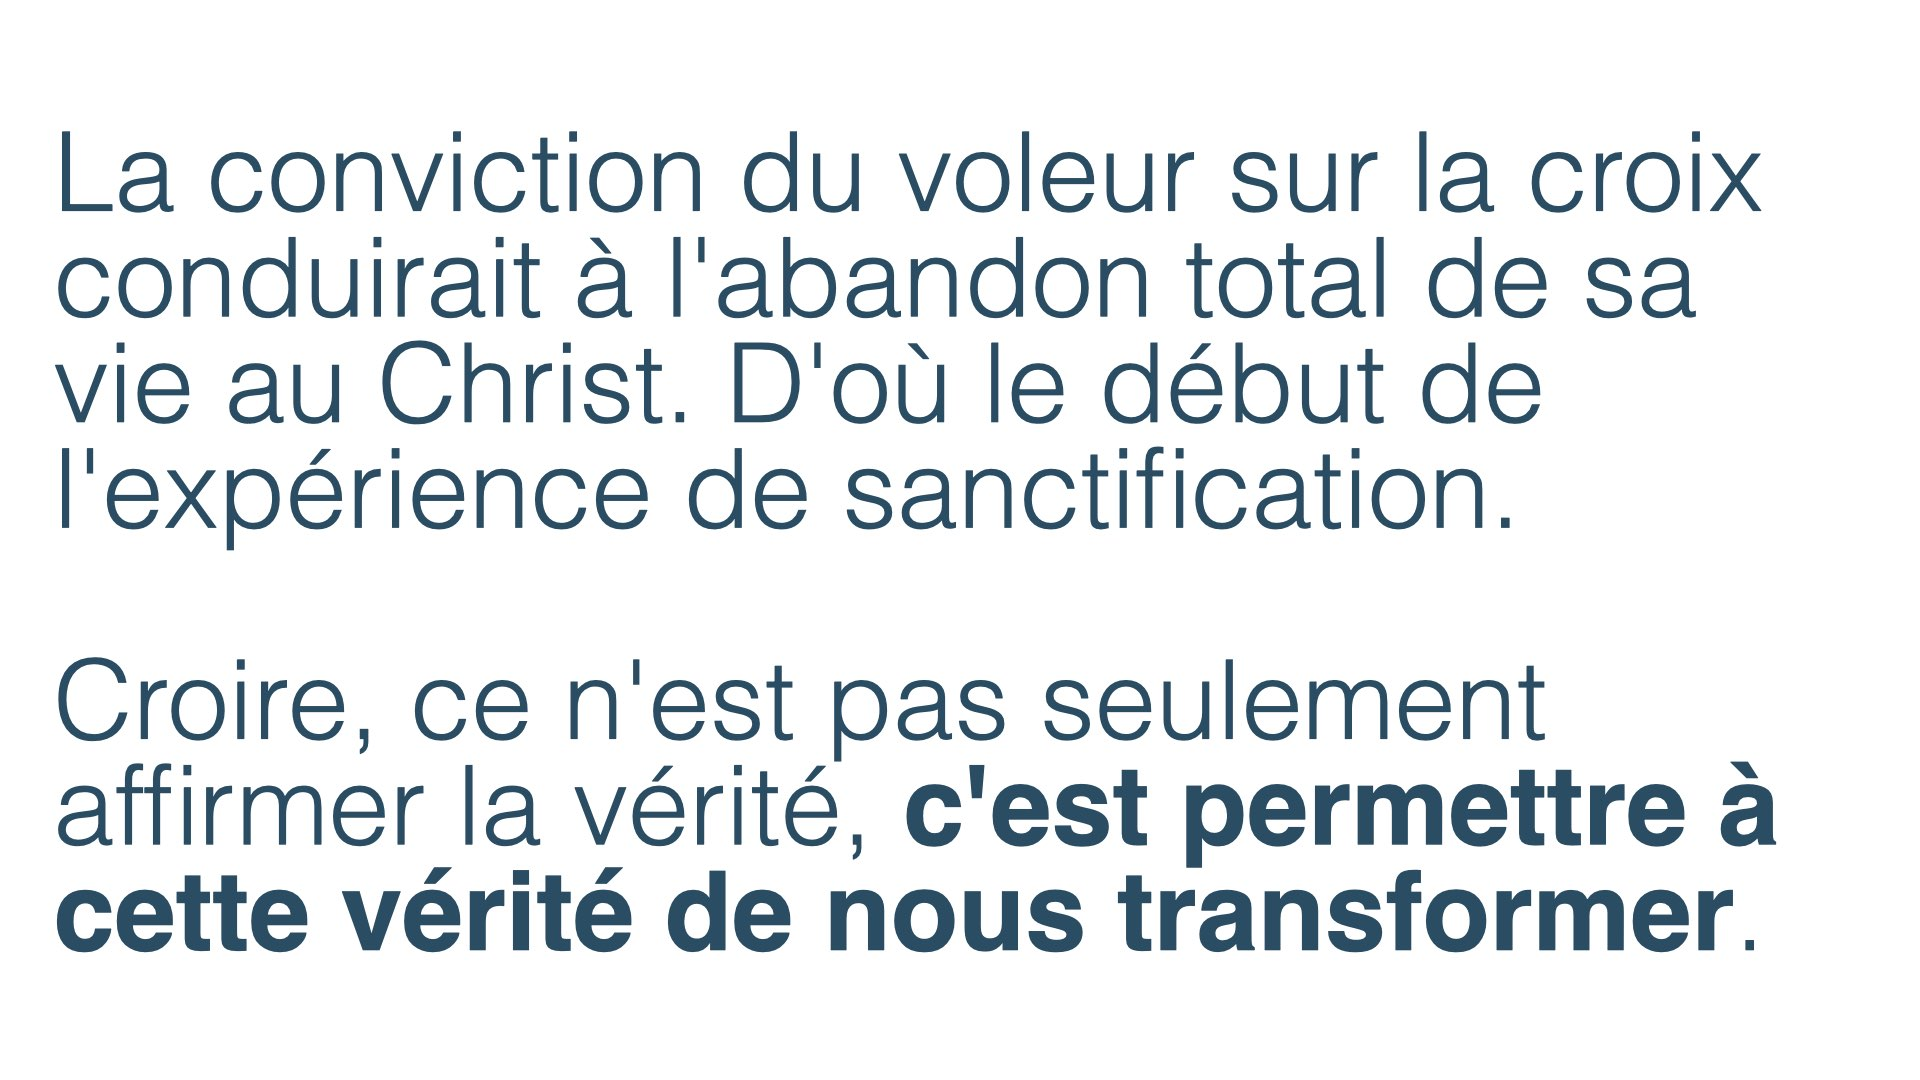 La conviction du voleur sur la croix
conduirait à l'abandon total de sa
vie au Christ. D'où le début de
l'expérience de sanctification.
Croire, ce n'est pas seulement
affirmer la vérité, c'est permettre à
cette vérité de nous transformer.